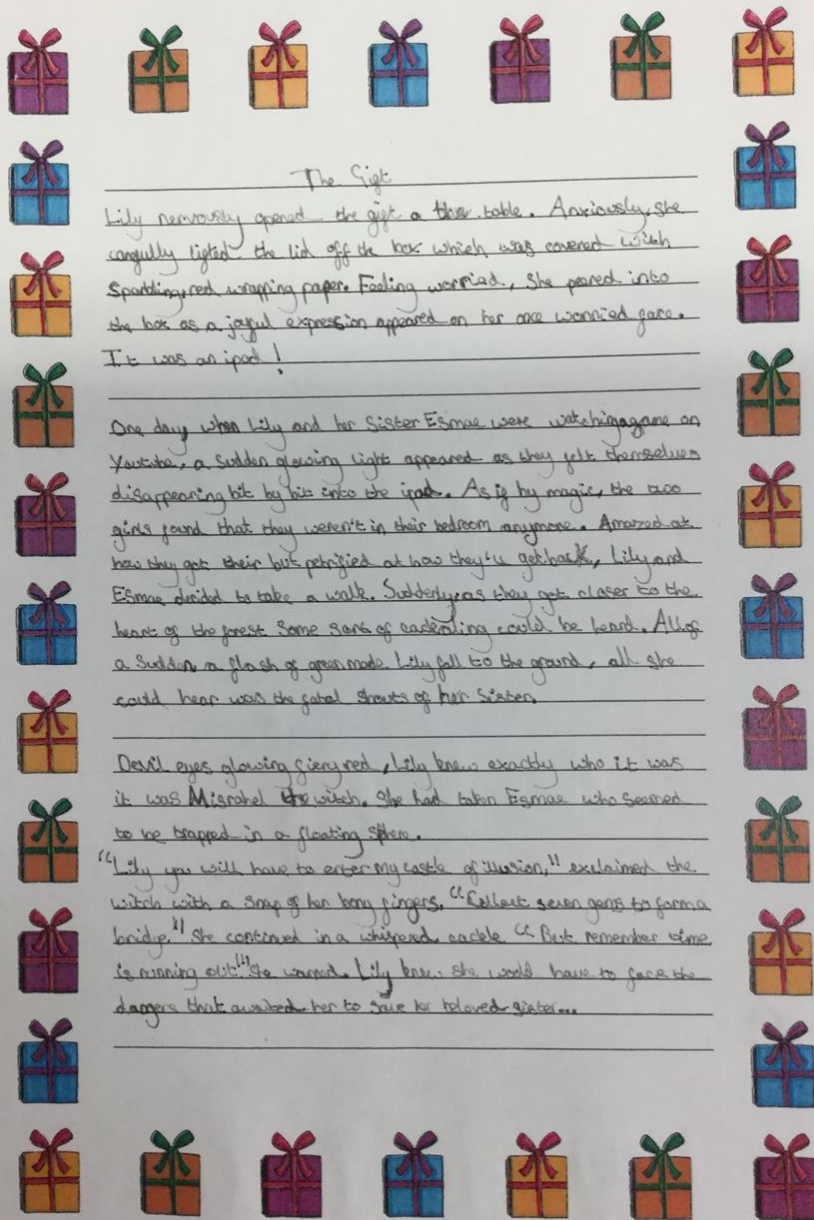 The Gift
Lily nervously opened the gift a the table. Anxiously, she
carefully lifted the lid off the box which was covered with
Sparkling, red wrapping paper. Feeling worried, She peered into
the box as a joyful expression appeared on her once worried face.
It was an ipad!
One day, when Lily and her Sister Esmae were watching a game on
Youtube, a sudden glowing light appeared as they felt themselves
disappearing bit by bit into the ipad. As if by magic, the two
girls found that they weren't in their bedroom anymore. Amazed at
how they got their but petrified at how they'll get back, Lily and
Esmae decided to take a walk. Suddenly, as they got closer to the
heart of the forest some sort of could be heard. All of
a Sudden a flash of green made Lily fall to the ground, all she
could hear was the fatal shouts of her Sister.
Devil eyes glowing fiery red, Lily knew exactly who it was
it was Misrabel the witch. She had taken Esmae who seemed
to be trapped in a floating sphere.
"Lily you will have to enter my castle of illusion," exclaimed the
witch with a snap of her bony fingers. "Collect seven gems to form a
bridge." She continued in a whispered cackle "But remember time
is running out!" She warned. Lily knew she would have to face the
dangers that awaited her to save her beloved sister...